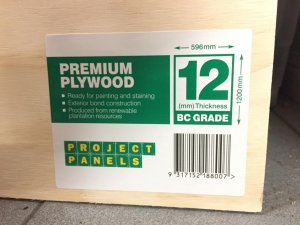 596mm
PREMIUM
PLYWOOD
Ready for painting and staining
Exterior bond construction
Produced from renewable
plantation resources
12
(mm) Thickness
BC GRADE
1200mm
PROJECT
PANELS
9 317152 188007 >